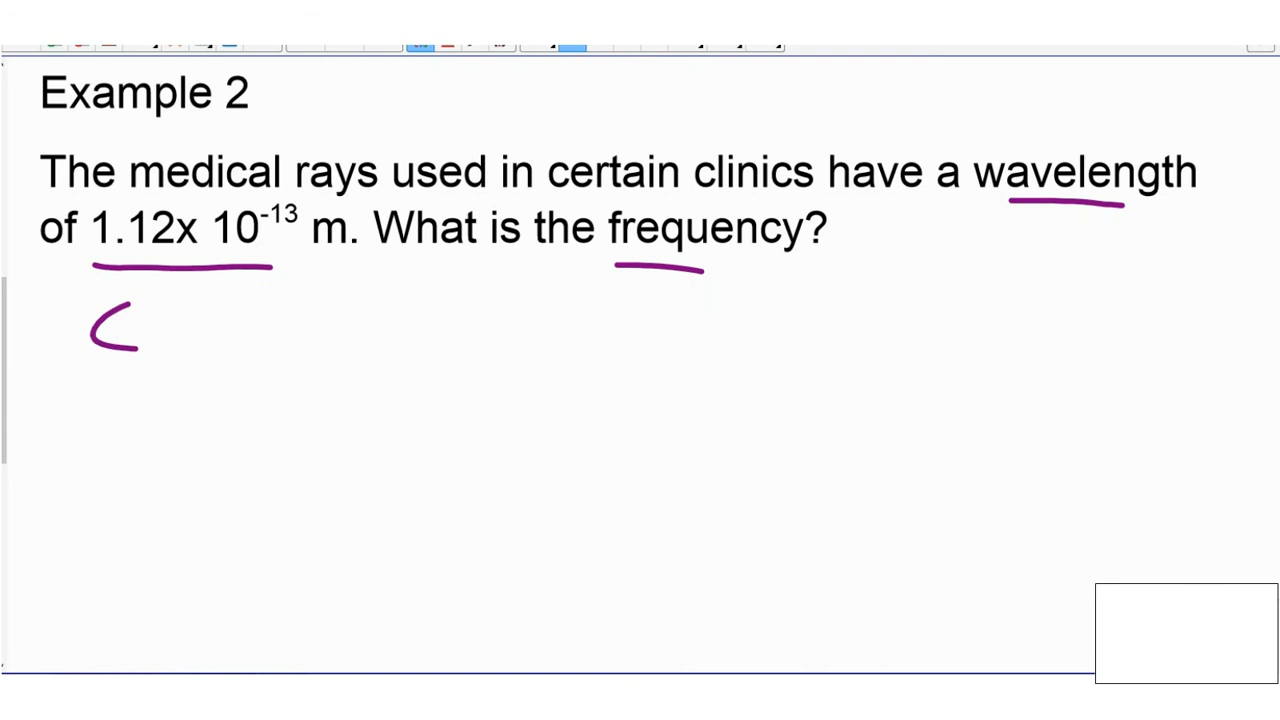 Example 2
The medical rays used in certain clinics have a wavelength
of 1.12x 10⁻¹³ m. What is the frequency?
C